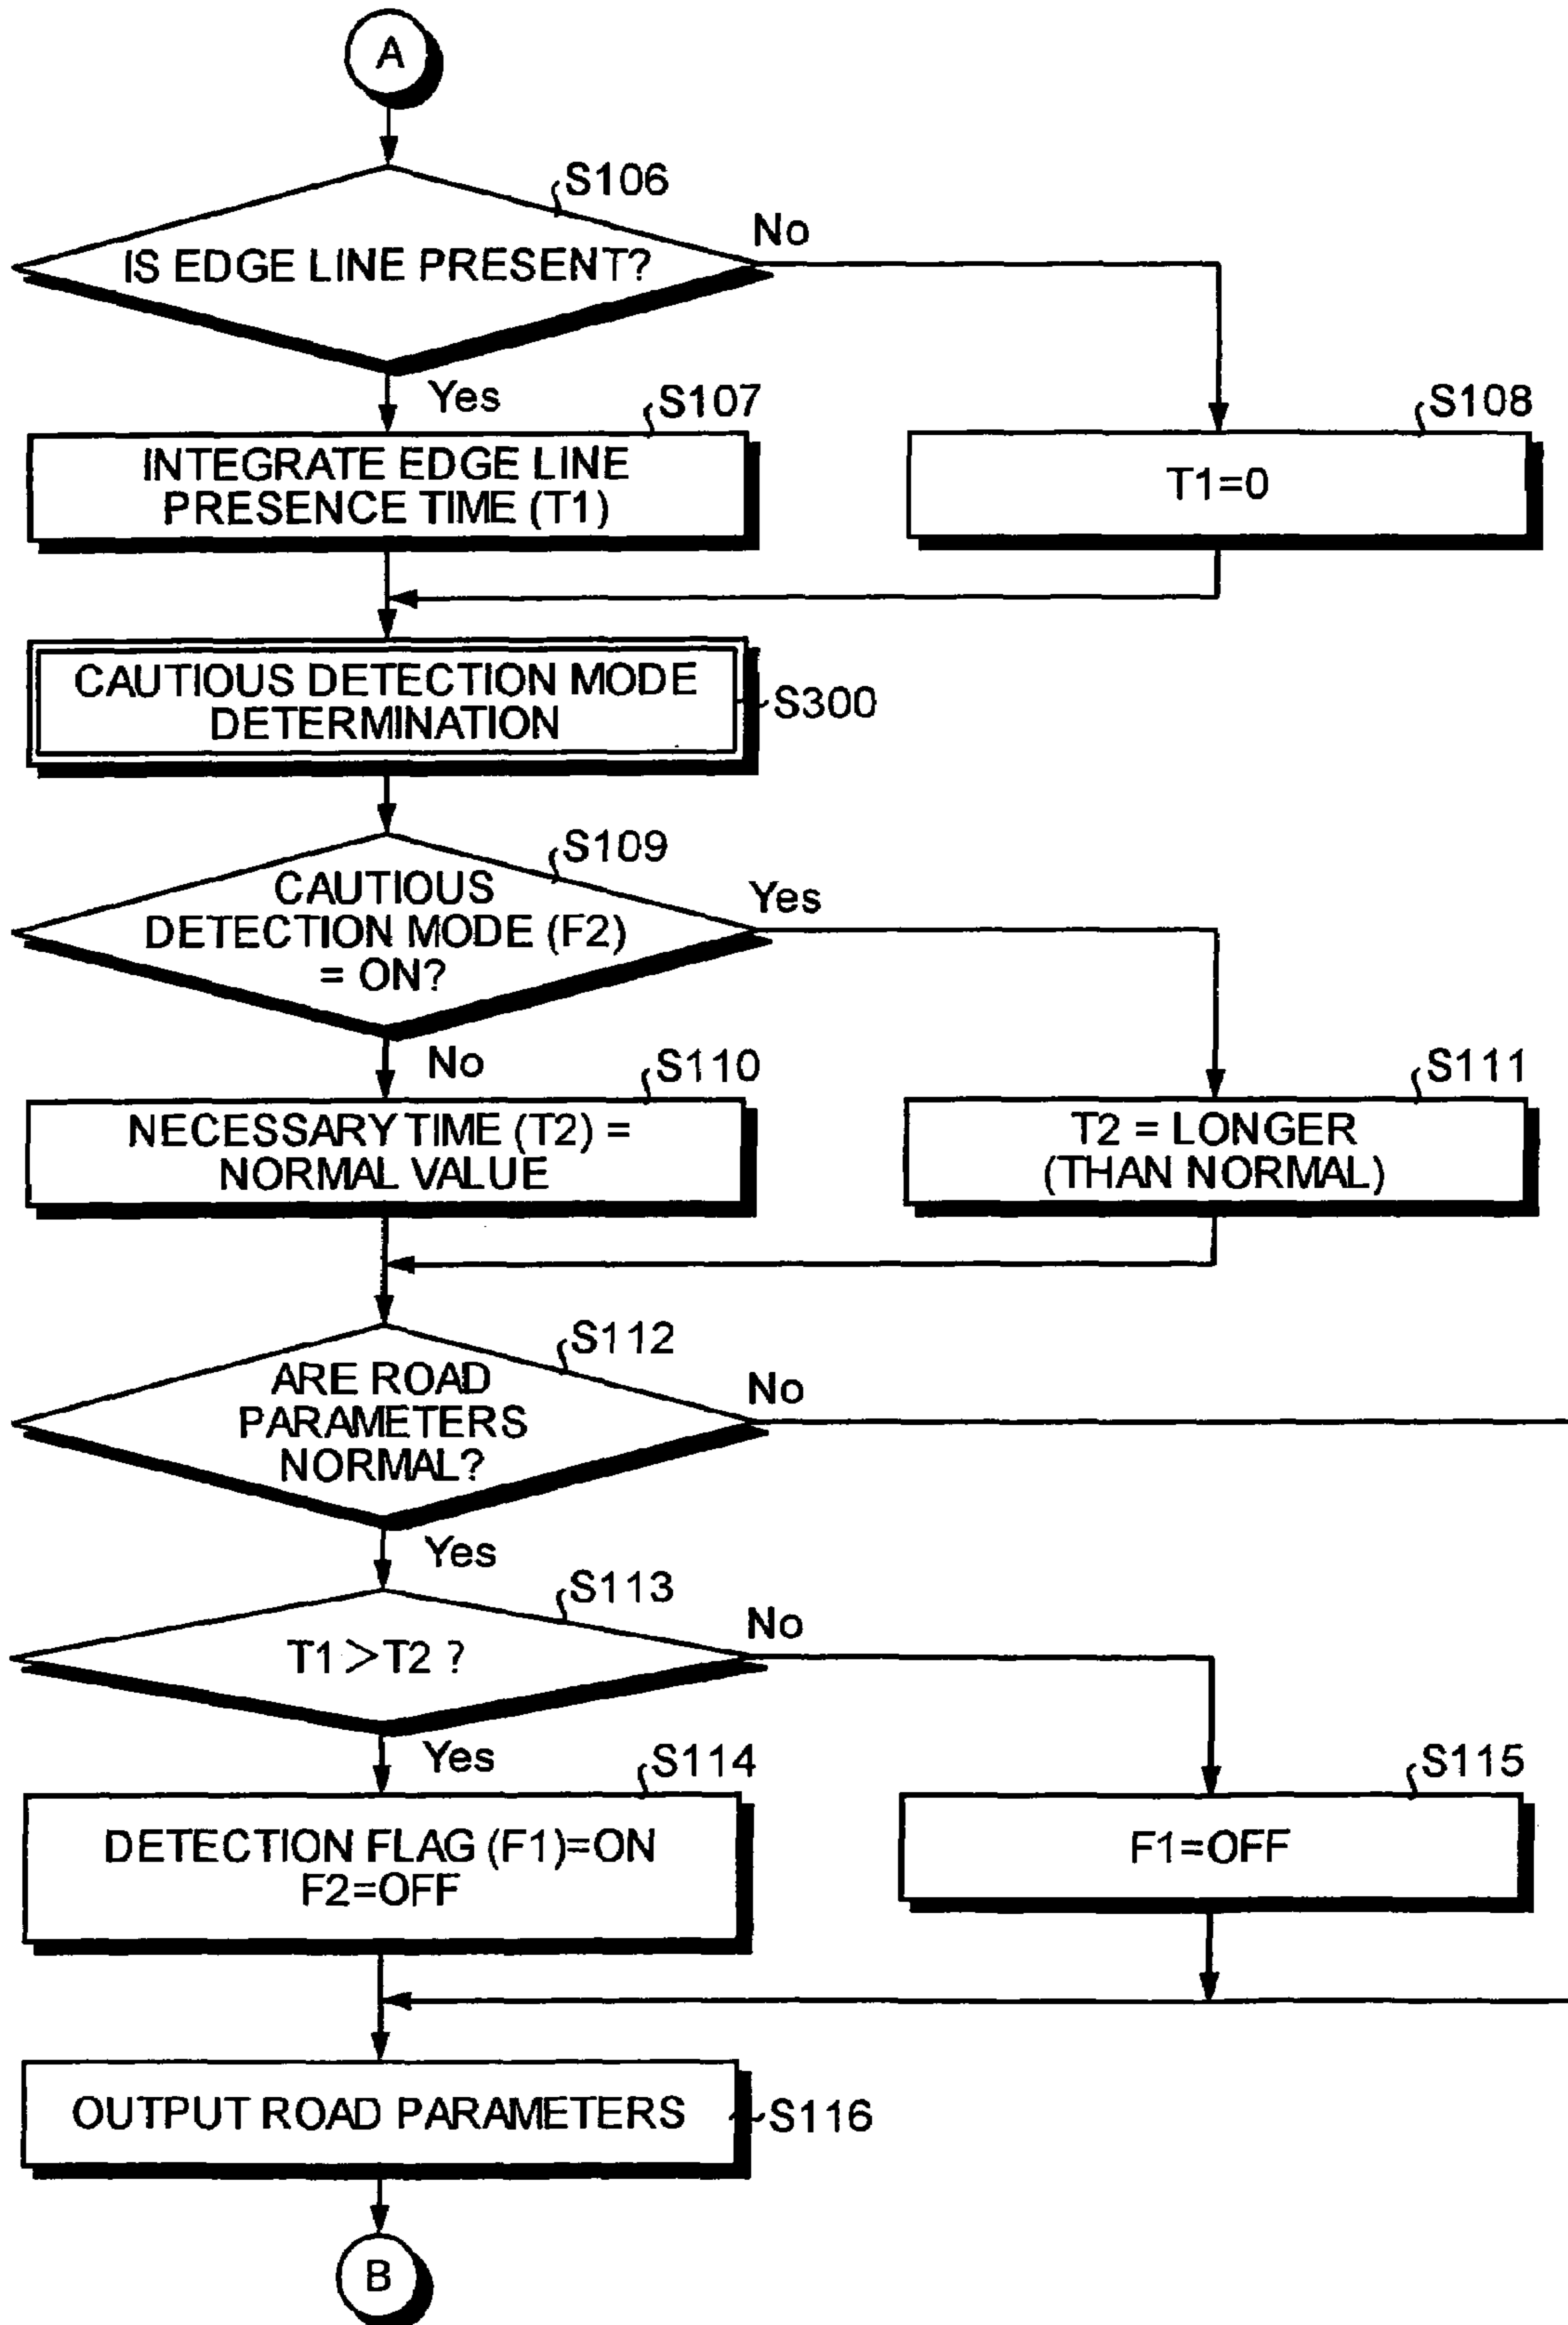 A
S106
IS EDGE LINE PRESENT?
No
Yes
S107
INTEGRATE EDGE LINE
PRESENCE TIME (T1)
S108
T1=0
CAUTIOUS DETECTION MODE
DETERMINATION
S300
S109
CAUTIOUS
DETECTION MODE (F2)
= ON?
Yes
No
S110
NECESSARY TIME (T2) =
NORMAL VALUE
S111
T2 = LONGER
(THAN NORMAL)
S112
ARE ROAD
PARAMETERS
NORMAL?
No
Yes
S113
T1>T2 ?
No
Yes
S114
DETECTION FLAG (F1)=ON
F2=OFF
S115
F1=OFF
OUTPUT ROAD PARAMETERS
S116
B